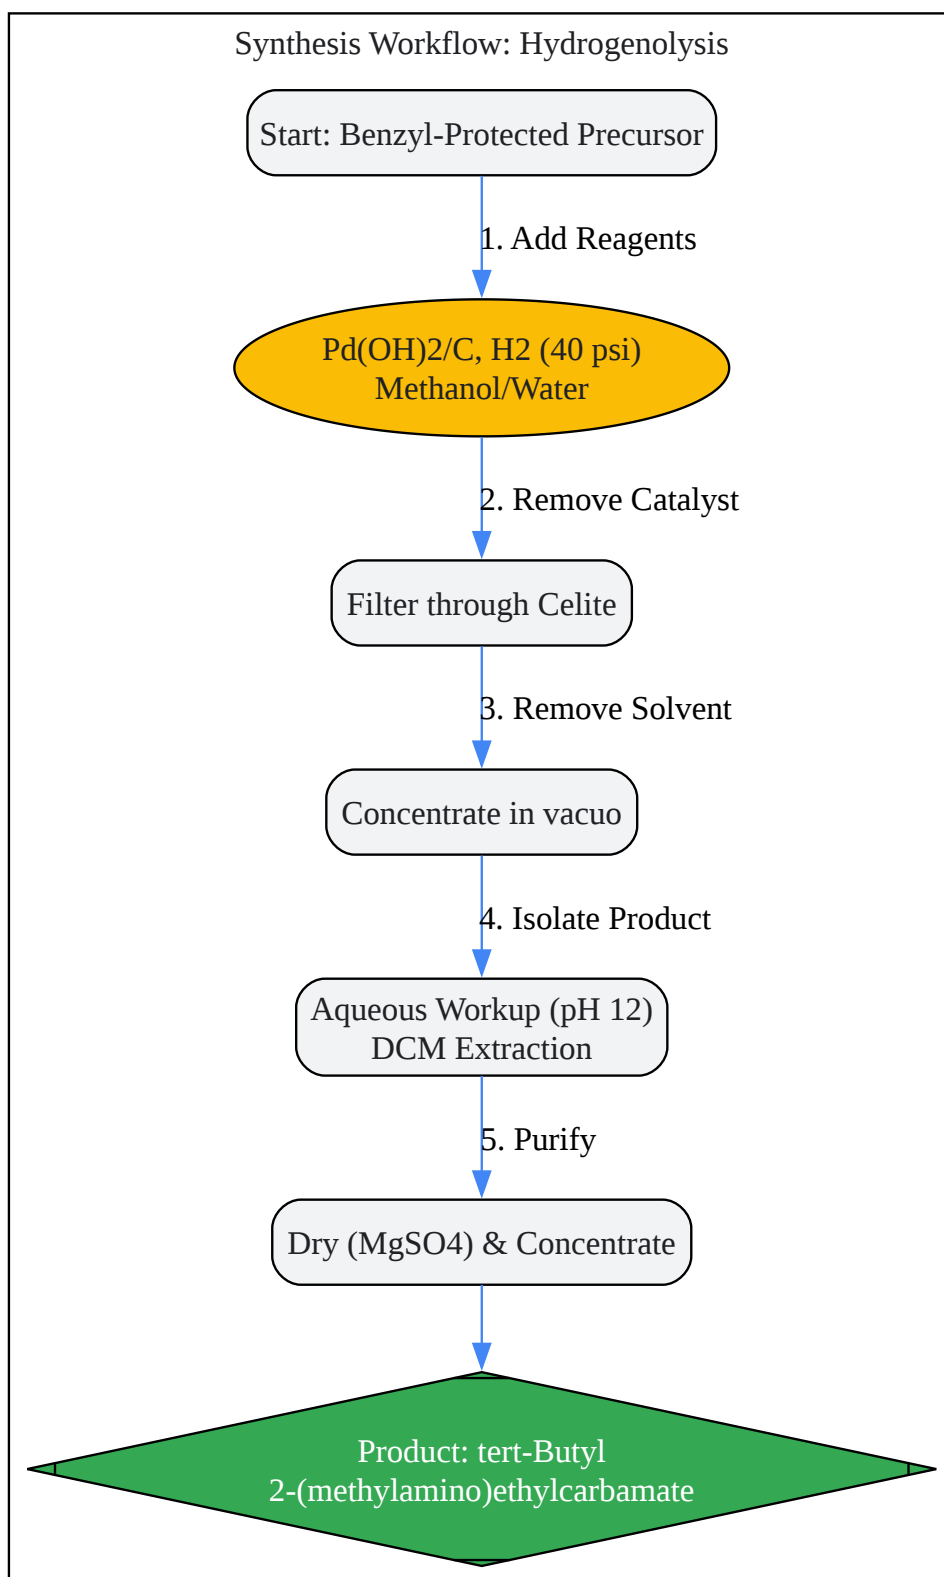 Synthesis Workflow: Hydrogenolysis
Start: Benzyl-Protected Precursor
1. Add Reagents
Pd(OH)2/C, H2 (40 psi)
Methanol/Water
2. Remove Catalyst
Filter through Celite
3. Remove Solvent
Concentrate in vacuo
4. Isolate Product
Aqueous Workup (pH 12)
DCM Extraction
5. Purify
Dry (MgSO4) & Concentrate
Product: tert-Butyl
2-(methylamino)ethylcarbamate